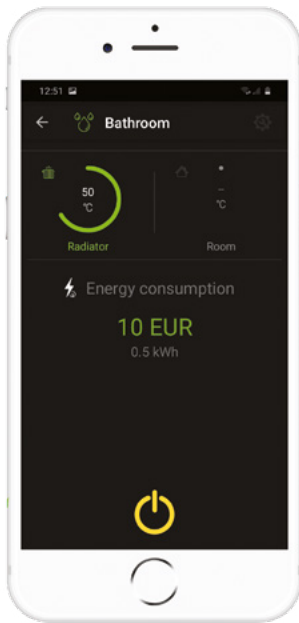 12:51
Bathroom
50
°C
Radiator
–
°C
Room
Energy consumption
10 EUR
0.5 kWh